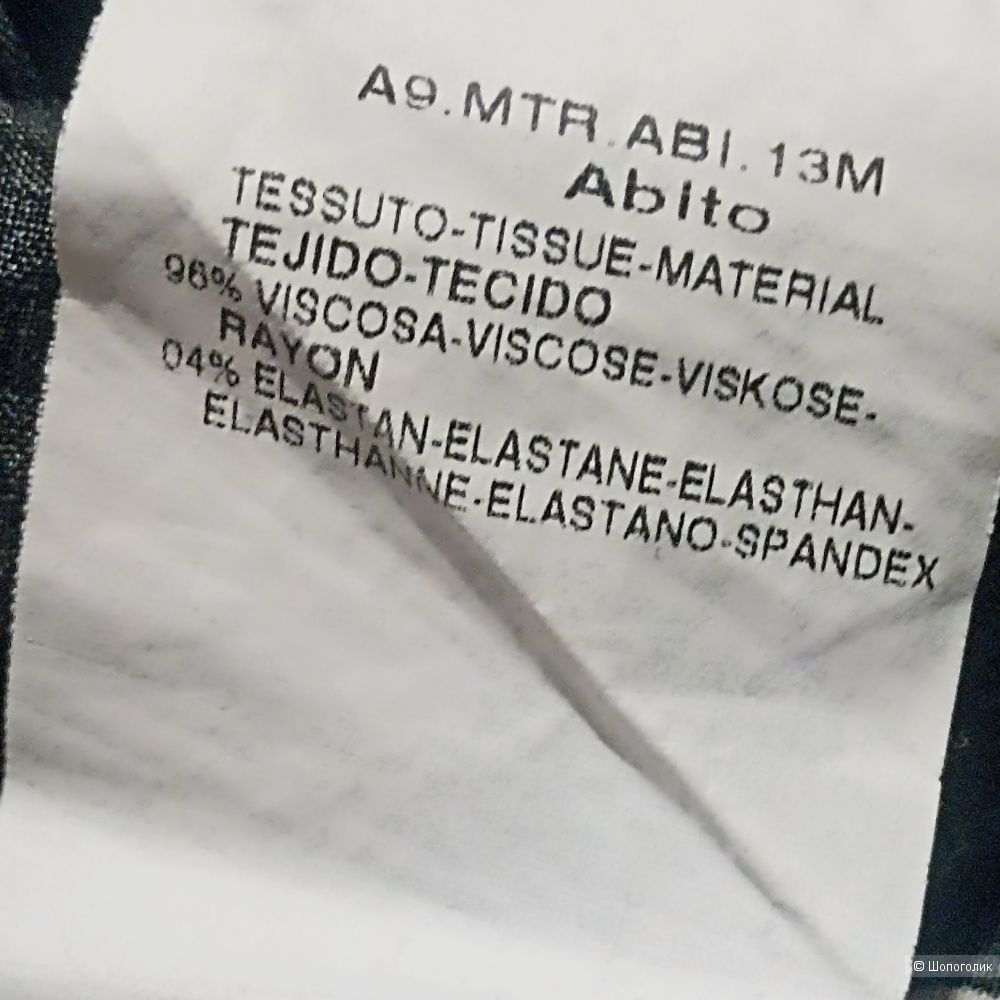 A9.MTR.ABI.13M
Abito
TESSUTO-TISSUE-MATERIAL
TEJIDO-TECIDO
96% VISCOSA-VISCOSE-VISKOSE-
RAYON
04% ELASTAN-ELASTANE-ELASTHAN-
ELASTHANNE-ELASTANO-SPANDEX
© Шопоголик